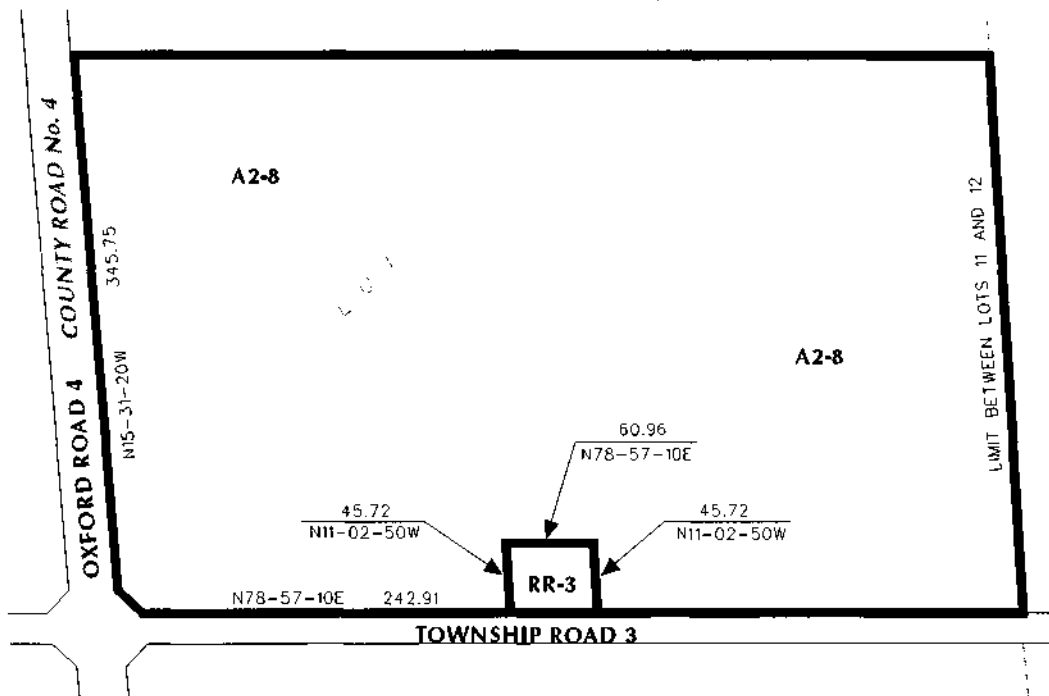 A2-8
COUNTY ROAD No. 4
345.75
OXFORD ROAD 4
N15-31-20W
LIMIT BETWEEN LOTS 11 AND 12
A2-8
60.96
N78-57-10E
45.72
N11-02-50W
45.72
N11-02-50W
RR-3
N78-57-10E 242.91
TOWNSHIP ROAD 3